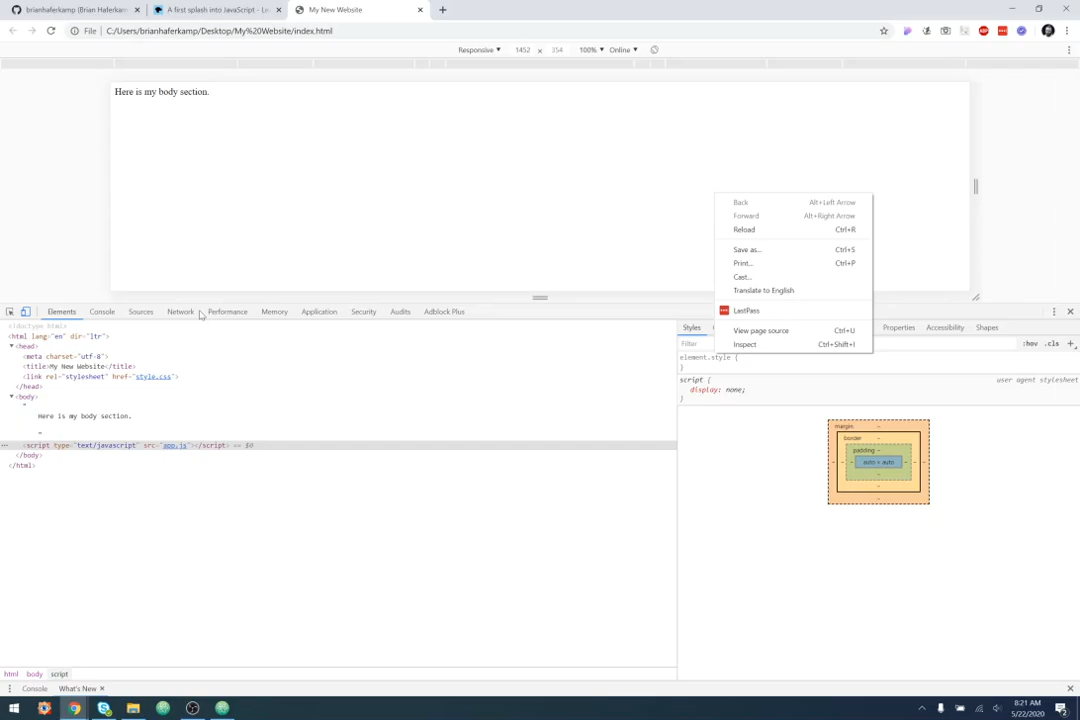 brianhaferkamp (Brian Haferkam
A first splash into JavaScript - Le
My New Website
File
C:/Users/brianhaferkamp/Desktop/My%20Website/index.html
Responsive ▼ 1452 × 354 100% ▼ Online ▼
Here is my body section.
Back Alt+Left Arrow
Forward Alt+Right Arrow
Reload Ctrl+R
Save as... Ctrl+S
Print... Ctrl+P
Cast...
Translate to English
LastPass
View page source Ctrl+U
Inspect Ctrl+Shift+I
Elements Console Sources Network Performance Memory Application Security Audits Adblock Plus
Styles Properties Accessibility Shapes
Filter :hov .cls +
<!doctype html>
<html lang="en" dir="ltr">
<head>
<meta charset="utf-8">
<title>My New Website</title>
<link rel="stylesheet" href="style.css">
</head>
<body>
"
Here is my body section.
"
<script type="text/javascript" src="app.js"></script> == $0
</body>
</html>
element.style {
}
script { user agent stylesheet
display: none;
}
margin -
border -
padding -
auto × auto
html body script
Console What's New ×
8:21 AM
5/22/2020